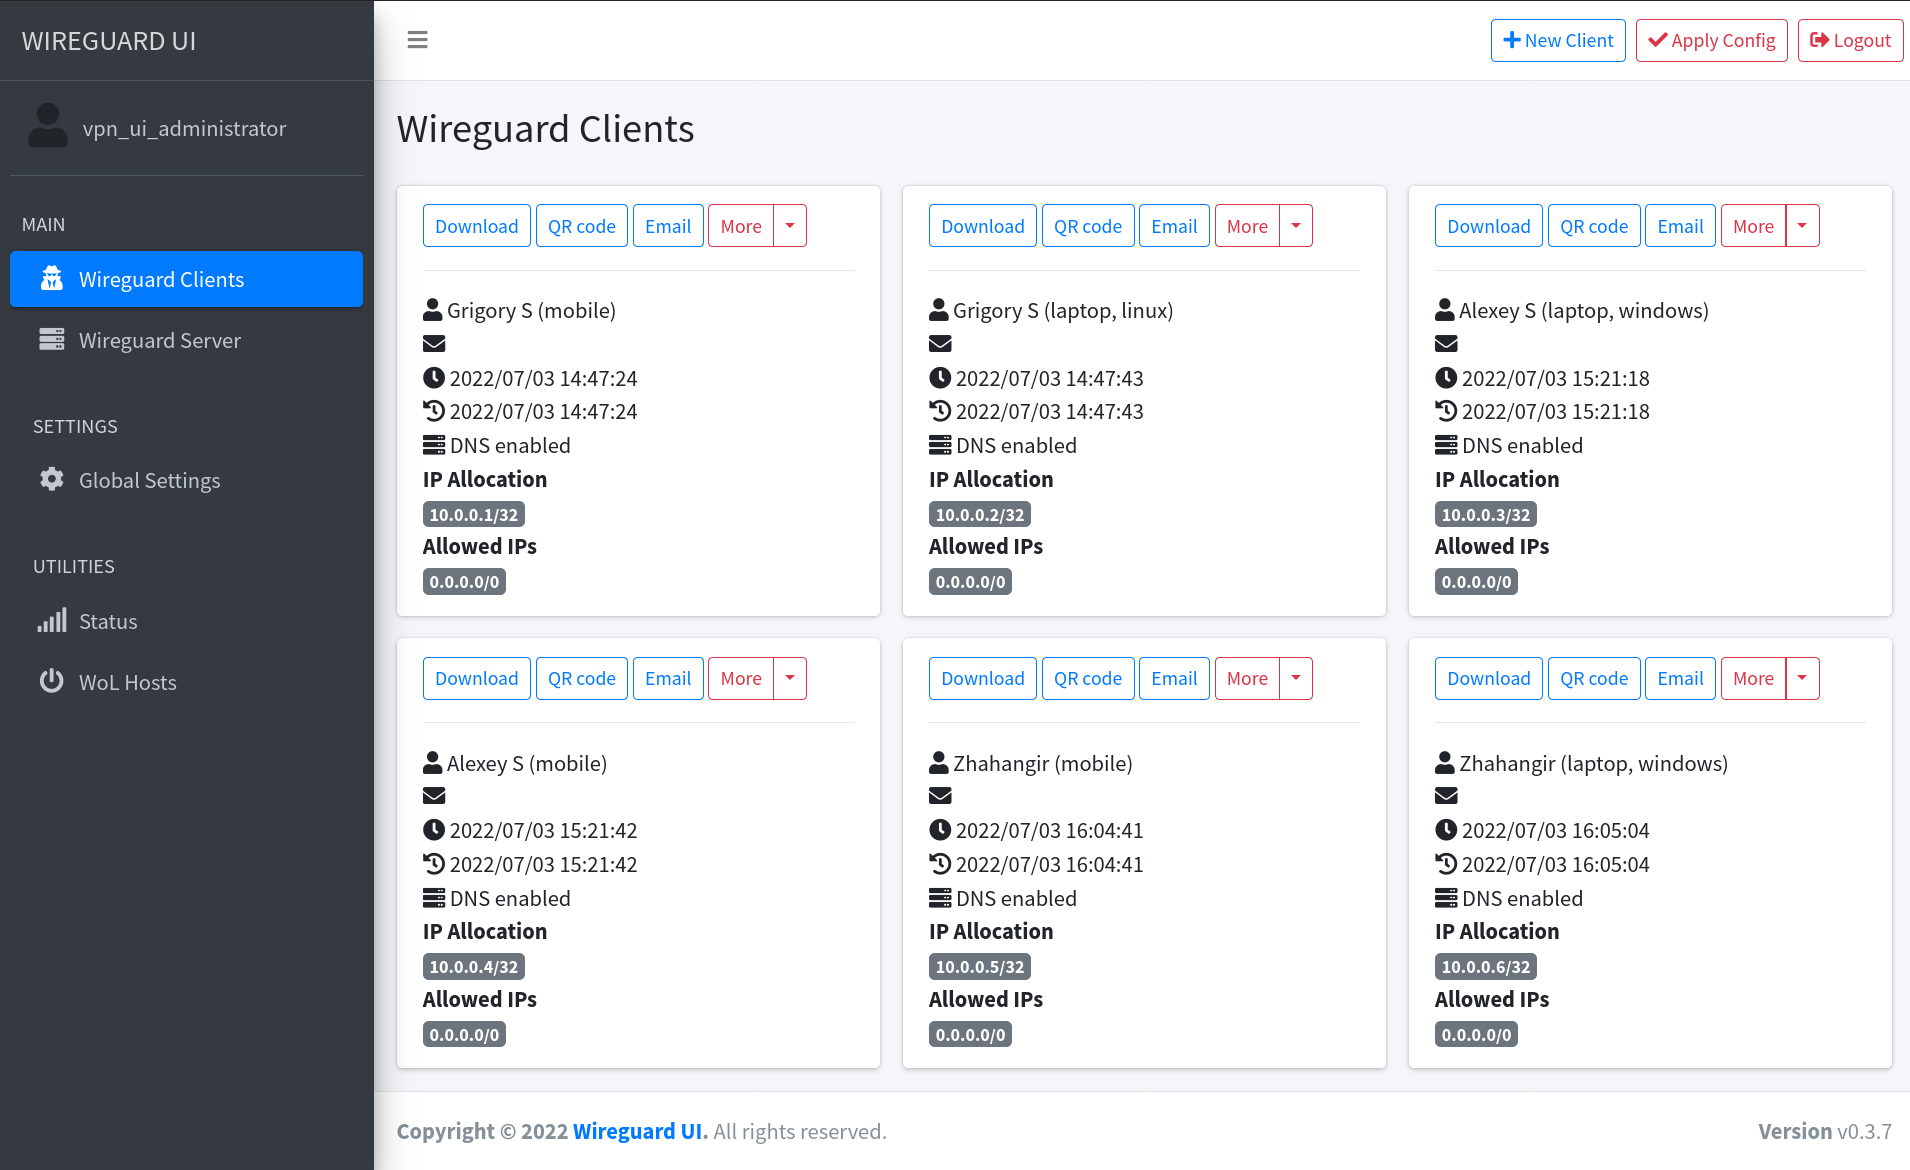 WIREGUARD UI
vpn_ui_administrator
MAIN
Wireguard Clients
Wireguard Server
SETTINGS
Global Settings
UTILITIES
Status
WoL Hosts
New Client Apply Config Logout
Wireguard Clients
Download QR code Email More
Grigory S (mobile)
2022/07/03 14:47:24
2022/07/03 14:47:24
DNS enabled
IP Allocation
10.0.0.1/32
Allowed IPs
0.0.0.0/0
Download QR code Email More
Grigory S (laptop, linux)
2022/07/03 14:47:43
2022/07/03 14:47:43
DNS enabled
IP Allocation
10.0.0.2/32
Allowed IPs
0.0.0.0/0
Download QR code Email More
Alexey S (laptop, windows)
2022/07/03 15:21:18
2022/07/03 15:21:18
DNS enabled
IP Allocation
10.0.0.3/32
Allowed IPs
0.0.0.0/0
Download QR code Email More
Alexey S (mobile)
2022/07/03 15:21:42
2022/07/03 15:21:42
DNS enabled
IP Allocation
10.0.0.4/32
Allowed IPs
0.0.0.0/0
Download QR code Email More
Zhahangir (mobile)
2022/07/03 16:04:41
2022/07/03 16:04:41
DNS enabled
IP Allocation
10.0.0.5/32
Allowed IPs
0.0.0.0/0
Download QR code Email More
Zhahangir (laptop, windows)
2022/07/03 16:05:04
2022/07/03 16:05:04
DNS enabled
IP Allocation
10.0.0.6/32
Allowed IPs
0.0.0.0/0
Copyright © 2022 Wireguard UI. All rights reserved.
Version v0.3.7